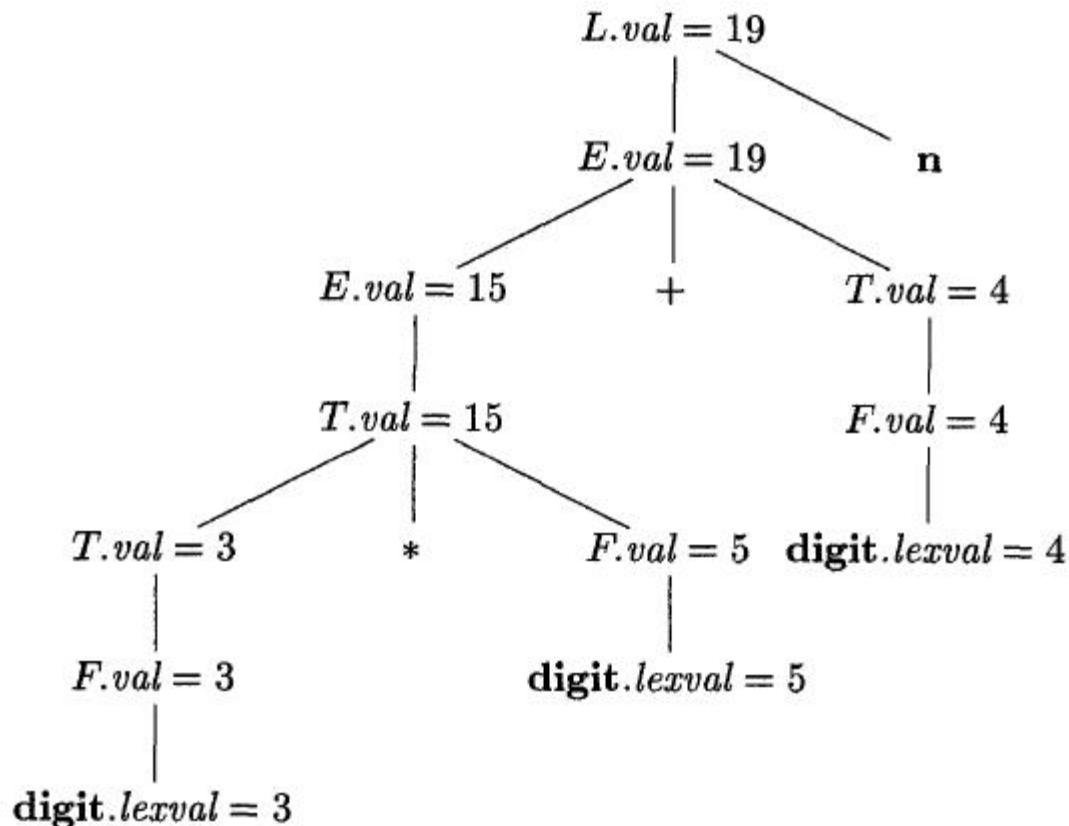 L.val = 19
E.val = 19 n
E.val = 15 + T.val = 4
T.val = 15 F.val = 4
T.val = 3 * F.val = 5 digit.lexval = 4
F.val = 3 digit.lexval = 5
digit.lexval = 3